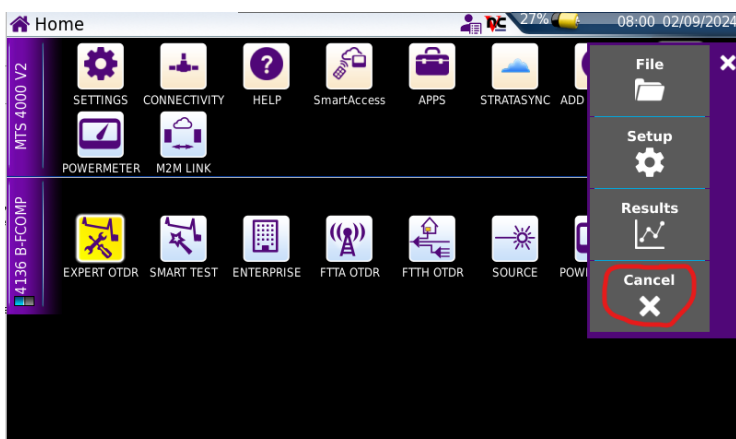 Home
27%
08:00 02/09/2024
MTS 4000 V2
SETTINGS
CONNECTIVITY
HELP
SmartAccess
APPS
STRATASYNC
ADD
POWERMETER
M2M LINK
4136 B-FCOMP
EXPERT OTDR
SMART TEST
ENTERPRISE
FTTA OTDR
FTTH OTDR
SOURCE
POW
File
Setup
Results
Cancel